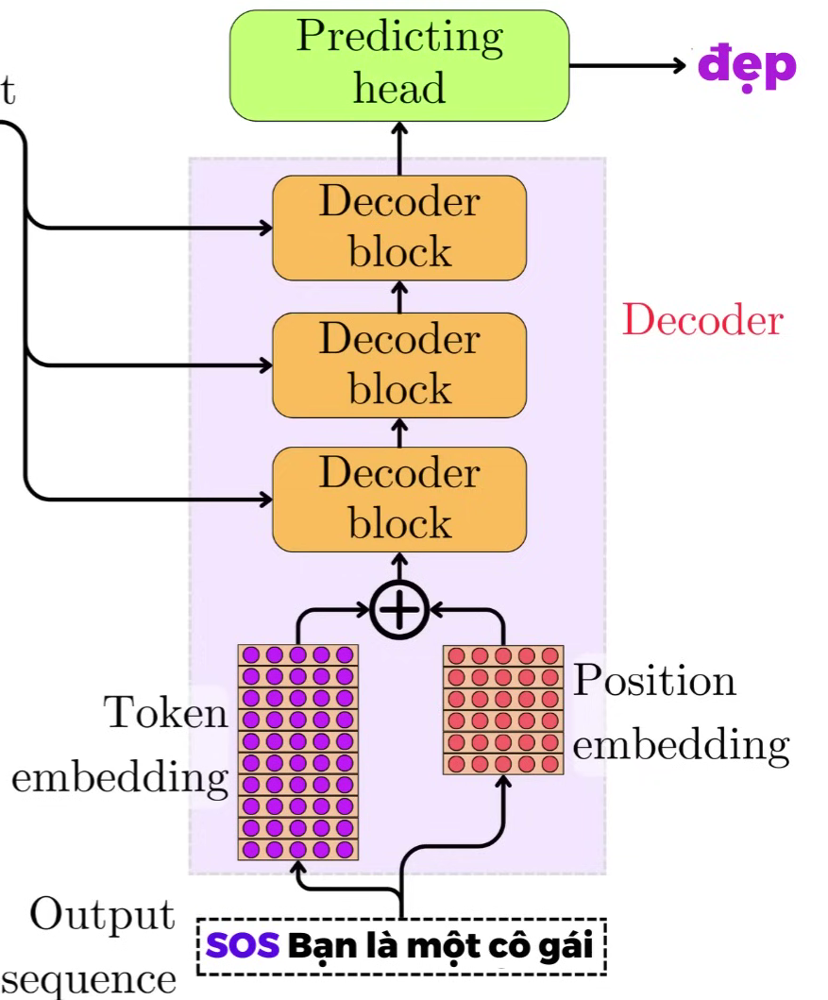 Predicting
head
đẹp
t
Decoder
block
Decoder
block
Decoder
Decoder
block
Token
embedding
Position
embedding
Output
sequence
SOS Bạn là một cô gái